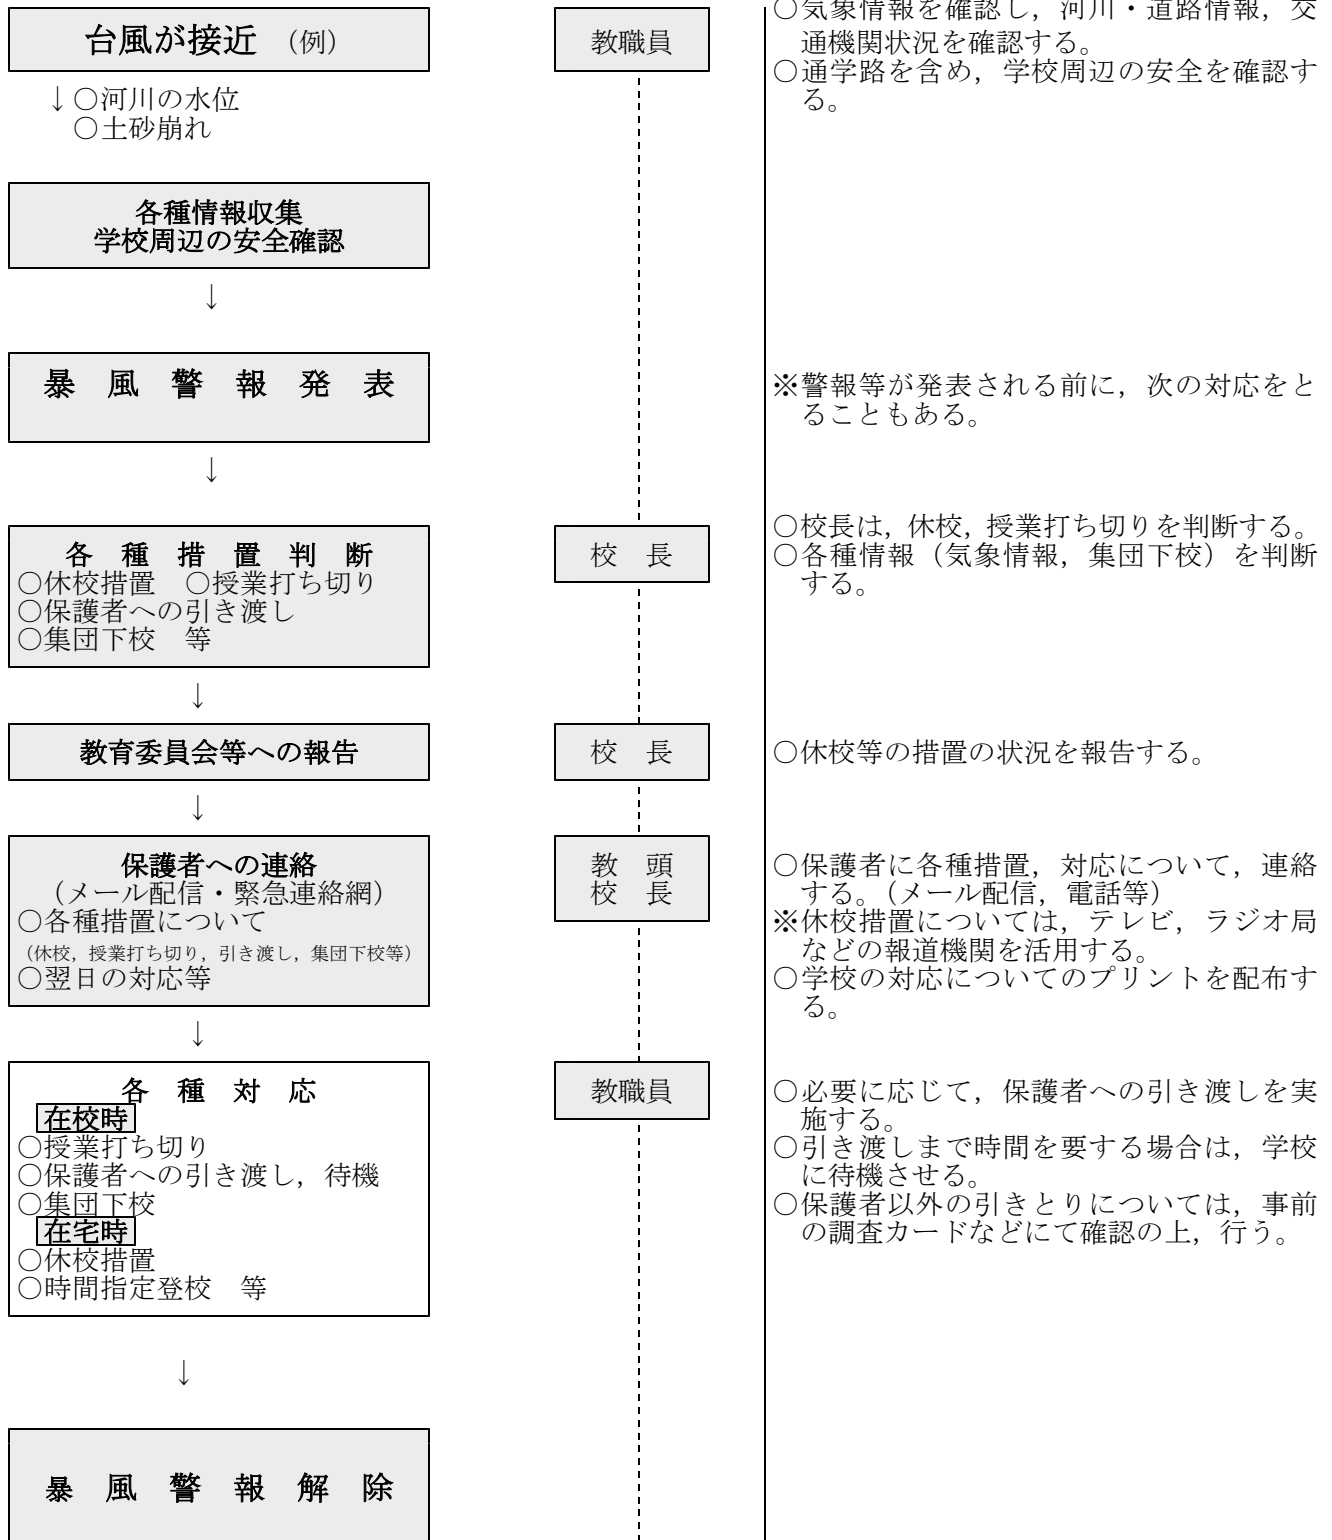 台風が接近 （例）
教職員
○気象情報を確認し，河川・道路情報，交
通機関状況を確認する。
○通学路を含め，学校周辺の安全を確認す
る。
↓○河川の水位
○土砂崩れ
各種情報収集
学校周辺の安全確認
↓
暴 風 警 報 発 表
※警報等が発表される前に，次の対応をと
ることもある。
↓
各 種 措 置 判 断
○休校措置 ○授業打ち切り
○保護者への引き渡し
○集団下校 等
校 長
○校長は，休校，授業打ち切りを判断する。
○各種情報（気象情報，集団下校）を判断
する。
↓
教育委員会等への報告
校 長
○休校等の措置の状況を報告する。
↓
保護者への連絡
（メール配信・緊急連絡網）
○各種措置について
（休校，授業打ち切り，引き渡し，集団下校等）
○翌日の対応等
教 頭
校 長
○保護者に各種措置，対応について，連絡
する。（メール配信，電話等）
※休校措置については，テレビ，ラジオ局
などの報道機関を活用する。
○学校の対応についてのプリントを配布す
る。
↓
各 種 対 応
在校時
○授業打ち切り
○保護者への引き渡し，待機
○集団下校
在宅時
○休校措置
○時間指定登校 等
教職員
○必要に応じて，保護者への引き渡しを実
施する。
○引き渡しまで時間を要する場合は，学校
に待機させる。
○保護者以外の引きとりについては，事前
の調査カードなどにて確認の上，行う。
↓
暴 風 警 報 解 除